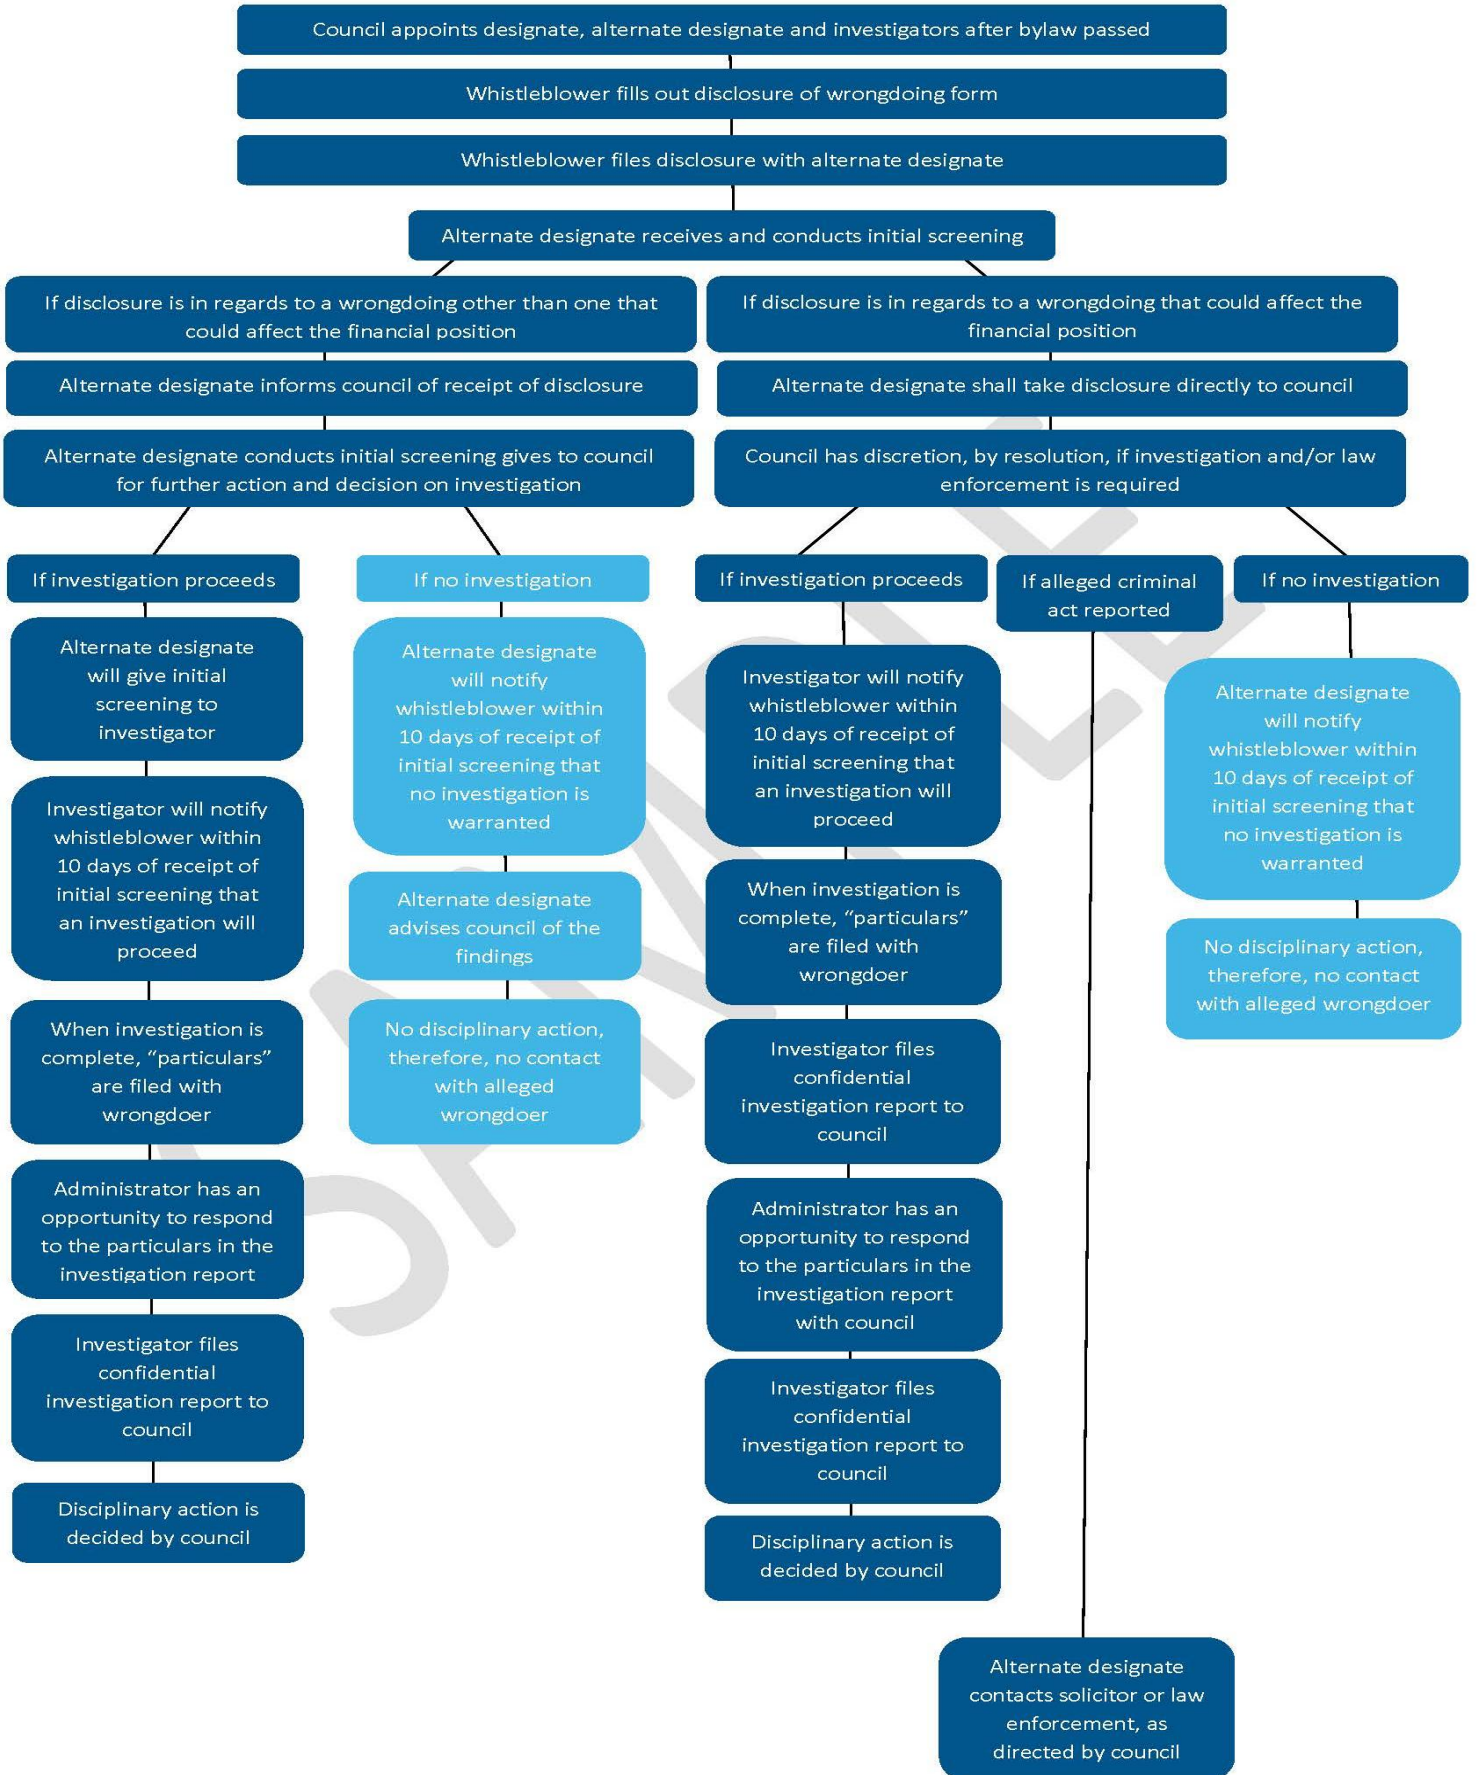 Council appoints designate, alternate designate and investigators after bylaw passed
Whistleblower fills out disclosure of wrongdoing form
Whistleblower files disclosure with alternate designate
Alternate designate receives and conducts initial screening
If disclosure is in regards to a wrongdoing other than one that
could affect the financial position
Alternate designate informs council of receipt of disclosure
Alternate designate conducts initial screening gives to council
for further action and decision on investigation
If disclosure is in regards to a wrongdoing that could affect the
financial position
Alternate designate shall take disclosure directly to council
Council has discretion, by resolution, if investigation and/or law
enforcement is required
If investigation proceeds
Alternate designate
will give initial
screening to
investigator
Investigator will notify
whistleblower within
10 days of receipt of
initial screening that
an investigation will
proceed
When investigation is
complete, “particulars”
are filed with
wrongdoer
Administrator has an
opportunity to respond
to the particulars in the
investigation report
Investigator files
confidential
investigation report to
council
Disciplinary action is
decided by council
If no investigation
Alternate designate
will notify
whistleblower within
10 days of receipt of
initial screening that
no investigation is
warranted
Alternate designate
advises council of the
findings
No disciplinary action,
therefore, no contact
with alleged
wrongdoer
If investigation proceeds
Investigator will notify
whistleblower within
10 days of receipt of
initial screening that
an investigation will
proceed
When investigation is
complete, “particulars”
are filed with
wrongdoer
Investigator files
confidential
investigation report to
council
Administrator has an
opportunity to respond
to the particulars in the
investigation report
with council
Investigator files
confidential
investigation report to
council
Disciplinary action is
decided by council
If alleged criminal
act reported
Alternate designate
contacts solicitor or law
enforcement, as
directed by council
If no investigation
Alternate designate
will notify
whistleblower within
10 days of receipt of
initial screening that
no investigation is
warranted
No disciplinary action,
therefore, no contact
with alleged wrongdoer
SAMPLE